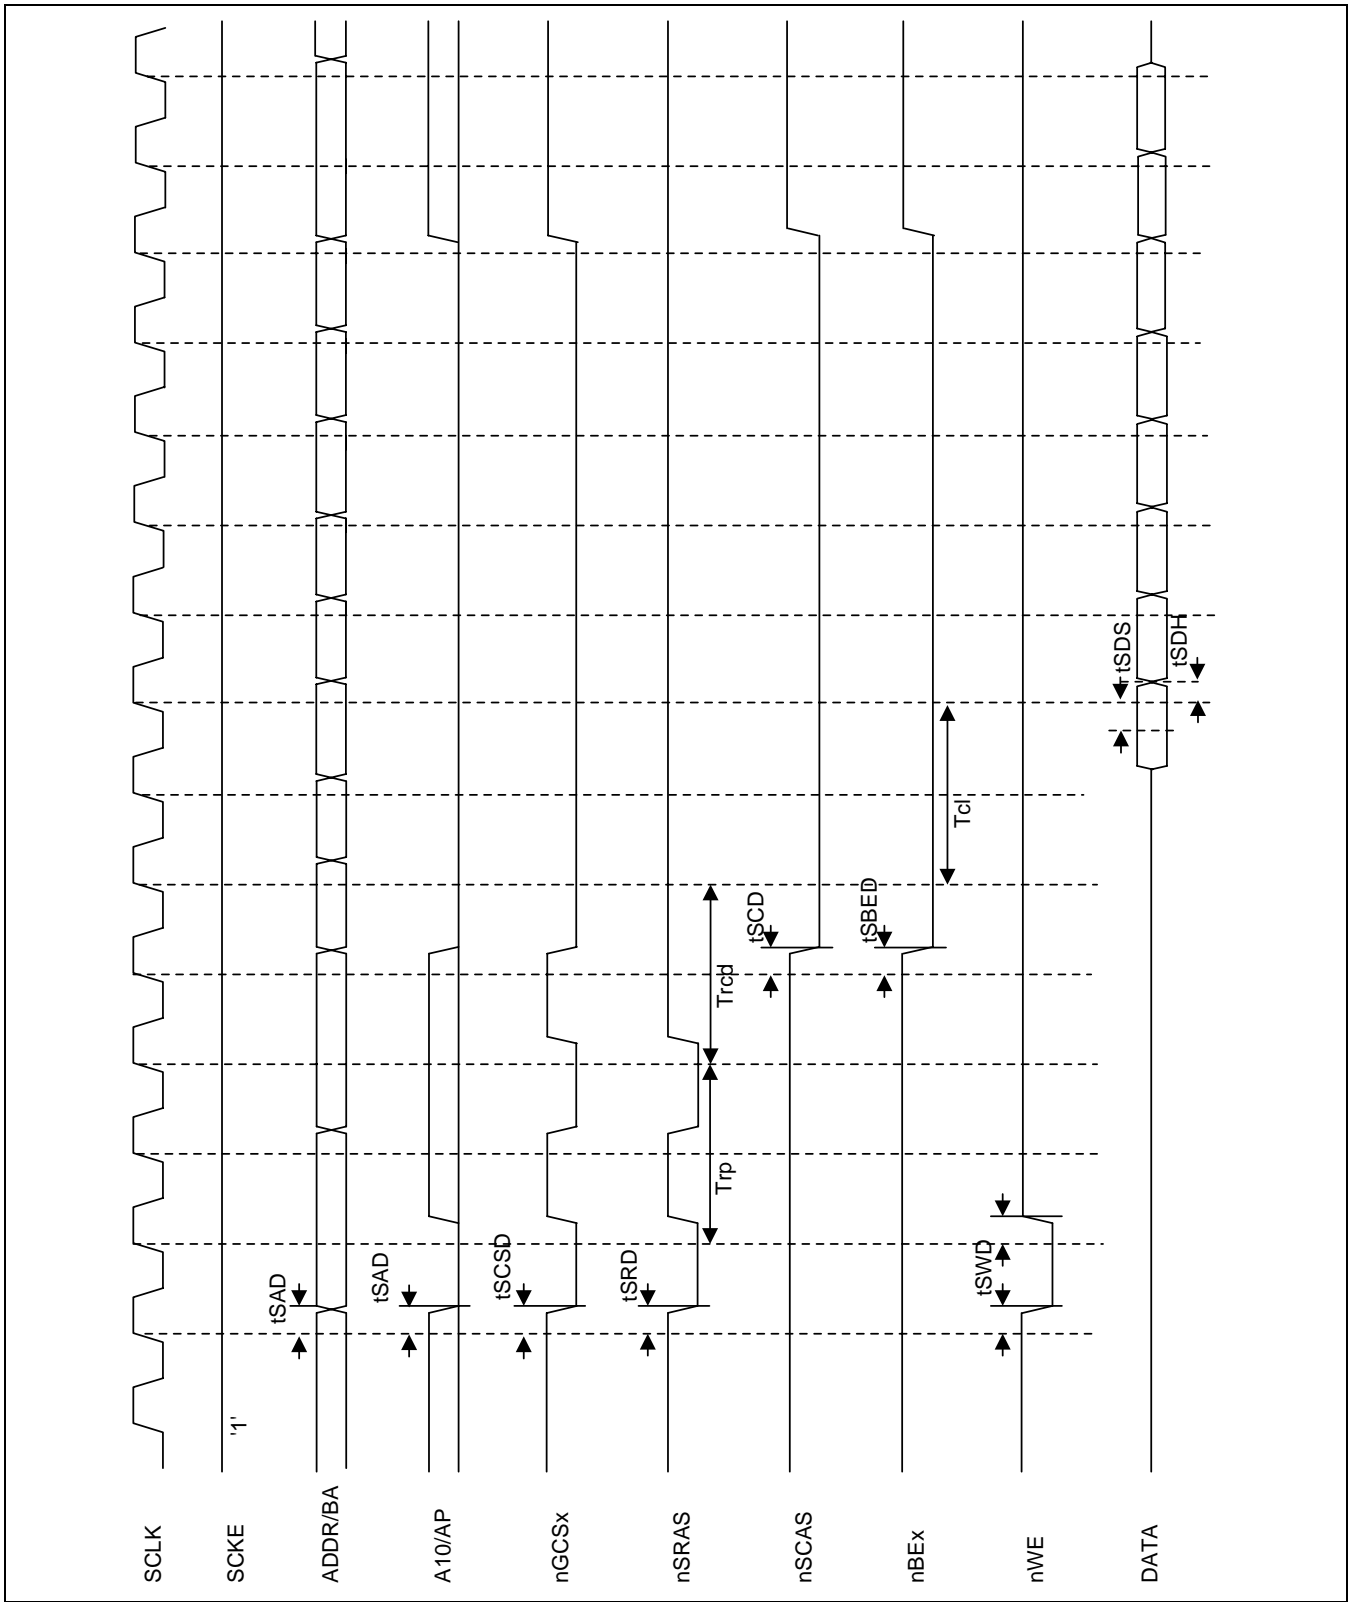 SCLK
SCKE
'1'
ADDR/BA
tSAD
A10/AP
tSAD
nGCSx
tSCSD
nSRAS
tSRD
Trp
Trcd
nSCAS
tSCD
nBEx
tSBED
Tcl
nWE
tSWD
DATA
tSDS
tSDH